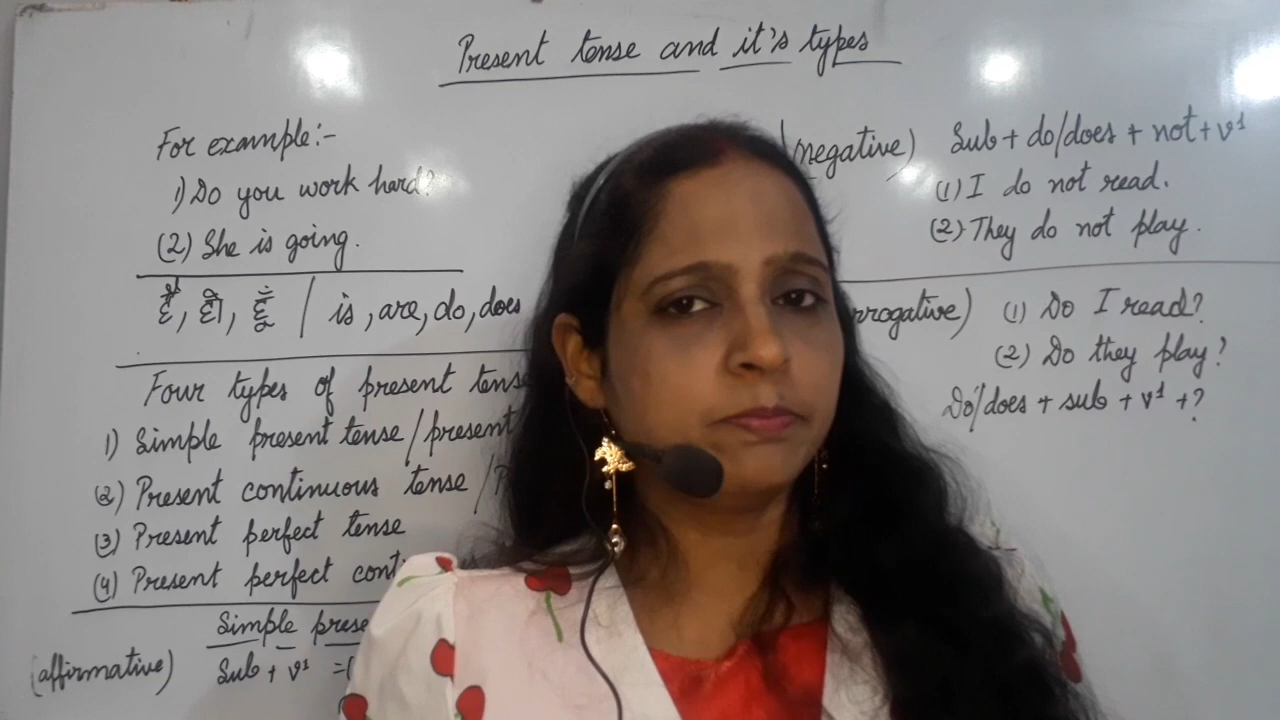 Present tense and it's types
For example:-
1) Do you work hard?
(2) She is going.
हैं, हो, हूँ / is, are, do, does
Four types of present tense
1) Simple present tense / present
(2) Present continuous tense /
(3) Present perfect tense
(4) Present perfect
Simple
(affirmative) Sub + v¹ =
(negative) Sub + do/does + not + v¹
(1) I do not read.
(2) They do not play.
(1) Do I read?
(2) Do they play?
Do/does + sub + v¹ + ?